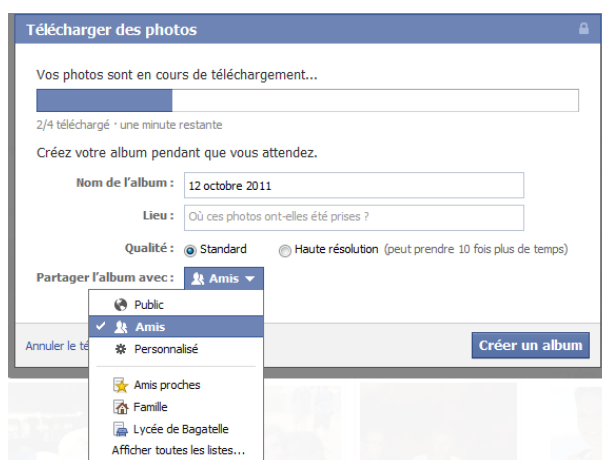 Télécharger des photos
Vos photos sont en cours de téléchargement...
2/4 téléchargé · une minute restante
Créez votre album pendant que vous attendez.
Nom de l'album : 12 octobre 2011
Lieu : Où ces photos ont-elles été prises ?
Qualité : Standard Haute résolution (peut prendre 10 fois plus de temps)
Partager l'album avec : Amis
Public
Amis
Personnalisé
Annuler le té
Créer un album
Amis proches
Famille
Lycée de Bagatelle
Afficher toutes les listes...